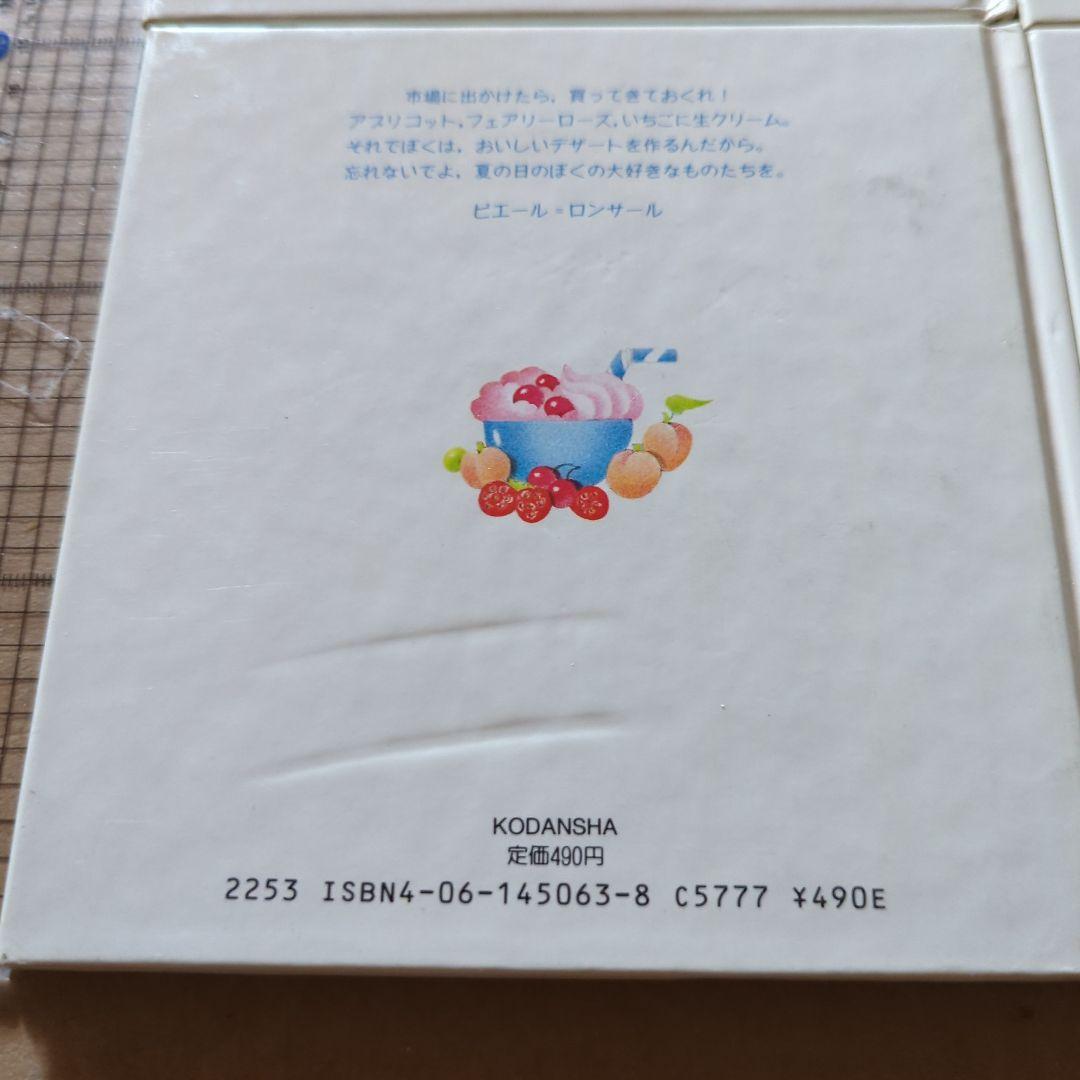 市場に出かけたら，買ってきておくれ！
アプリコット，フェアリーローズ，いちごに生クリーム。
それでぼくは，おいしいデザートを作るんだから。
忘れないでよ，夏の日のぼくの大好きなものたちを。
ピエール＝ロンサール
KODANSHA
定価490円
2253 ISBN4-06-145063-8 C5777 ¥490E